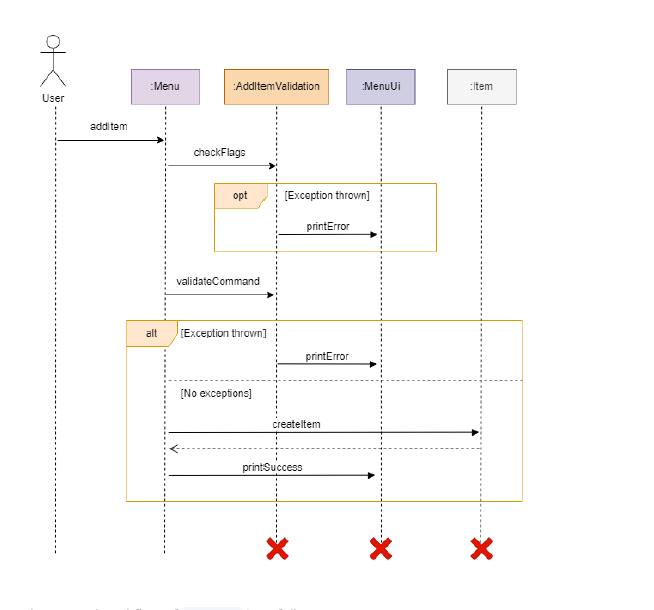 User
:Menu
:AddItemValidation
:MenuUi
:Item
addItem
checkFlags
opt
[Exception thrown]
printError
validateCommand
alt
[Exception thrown]
printError
[No exceptions]
createItem
printSuccess